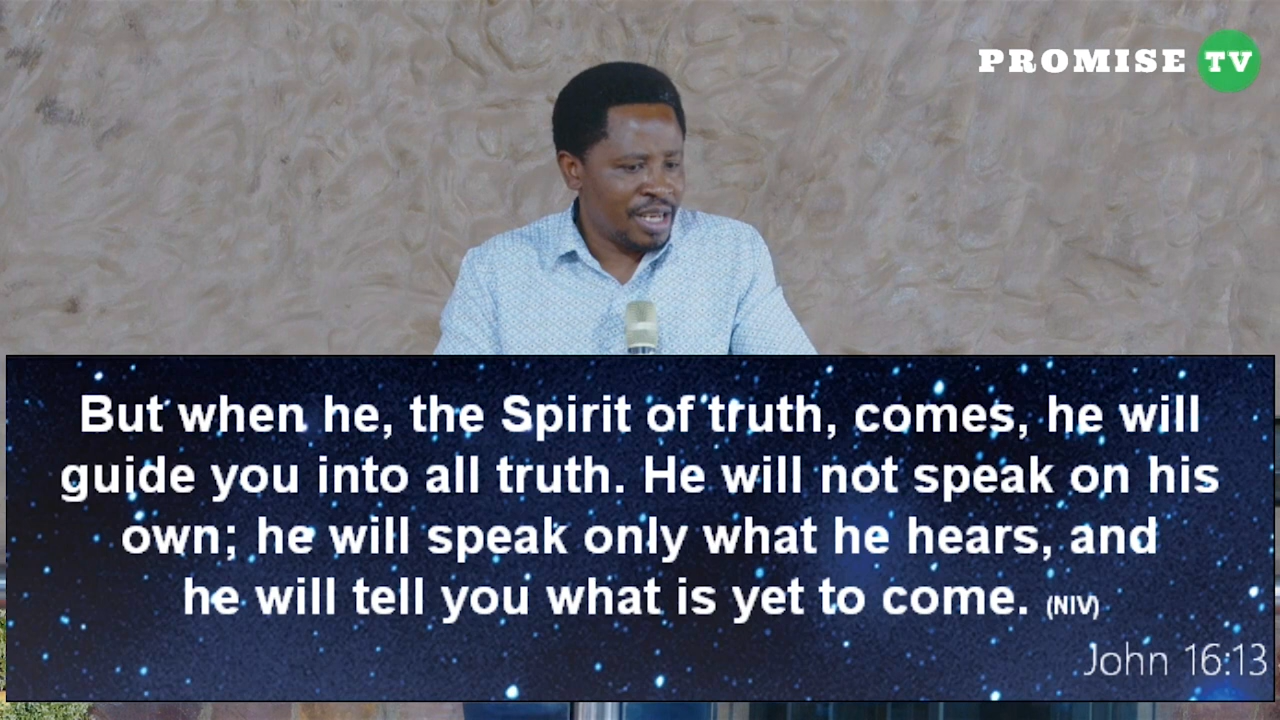 PROMISE TV
But when he, the Spirit of truth, comes, he will
guide you into all truth. He will not speak on his
own; he will speak only what he hears, and
he will tell you what is yet to come. (NIV)
John 16:13